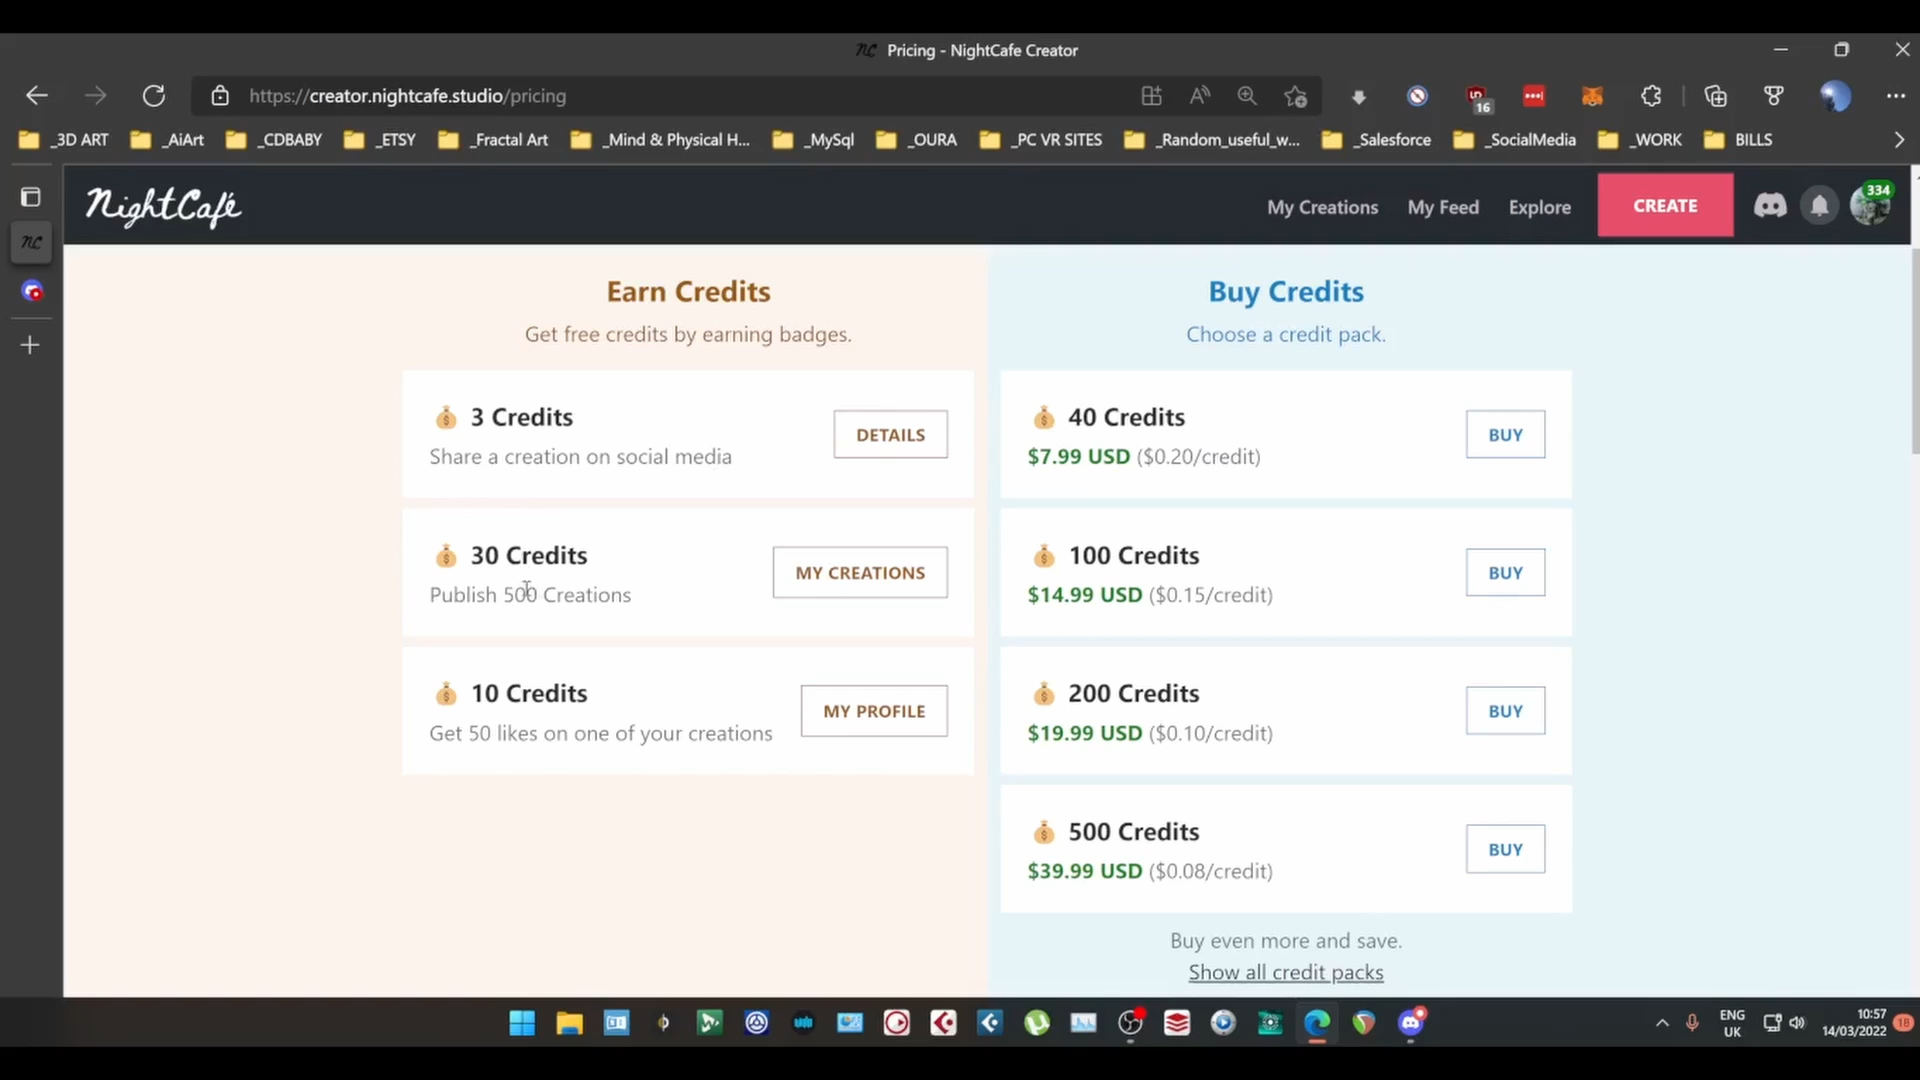 Pricing - NightCafe Creator
https://creator.nightcafe.studio/pricing
16
_3D ART
_AiArt
_CDBABY
_ETSY
_Fractal Art
_Mind & Physical H...
_MySql
_OURA
_PC VR SITES
_Random_useful_w...
_Salesforce
_SocialMedia
_WORK
BILLS
NightCafé
My Creations
My Feed
Explore
CREATE
334
Earn Credits
Get free credits by earning badges.
3 Credits
Share a creation on social media
DETAILS
30 Credits
Publish 500 Creations
MY CREATIONS
10 Credits
Get 50 likes on one of your creations
MY PROFILE
Buy Credits
Choose a credit pack.
40 Credits
$7.99 USD ($0.20/credit)
BUY
100 Credits
$14.99 USD ($0.15/credit)
BUY
200 Credits
$19.99 USD ($0.10/credit)
BUY
500 Credits
$39.99 USD ($0.08/credit)
BUY
Buy even more and save.
Show all credit packs
ENG
UK
10:57
14/03/2022
18